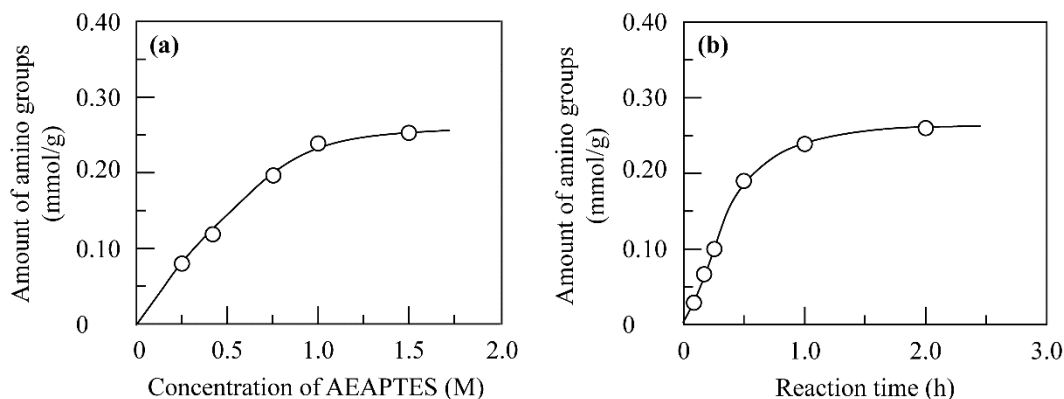 (a)
Amount of amino groups
(mmol/g)
0.40
0.30
0.20
0.10
0
0 0.5 1.0 1.5 2.0
Concentration of AEAPTES (M)
(b)
Amount of amino groups
(mmol/g)
0.40
0.30
0.20
0.10
0
0 1.0 2.0 3.0
Reaction time (h)